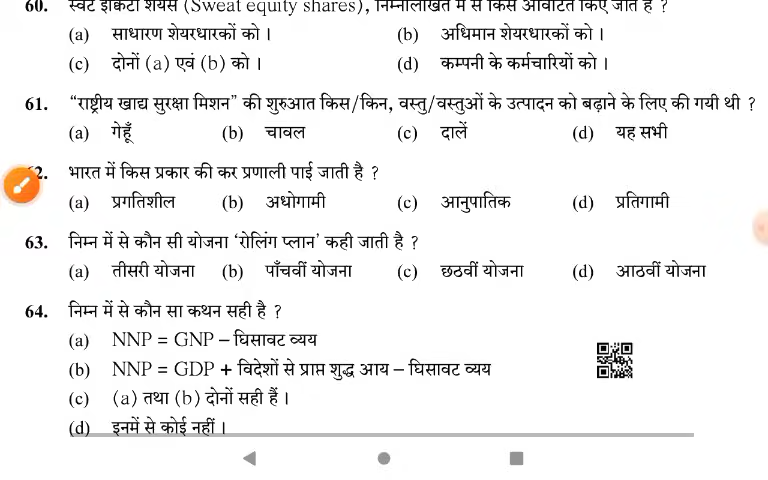 60. स्वेट इक्विटी शेयर्स (Sweat equity shares), निम्नलिखित में से किसे आवंटित किए जाते हैं ?
(a) साधारण शेयरधारकों को । (b) अधिमान शेयरधारकों को ।
(c) दोनों (a) एवं (b) को । (d) कम्पनी के कर्मचारियों को ।
61. “राष्ट्रीय खाद्य सुरक्षा मिशन” की शुरुआत किस/किन, वस्तु/वस्तुओं के उत्पादन को बढ़ाने के लिए की गयी थी ?
(a) गेहूँ (b) चावल (c) दालें (d) यह सभी
2. भारत में किस प्रकार की कर प्रणाली पाई जाती है ?
(a) प्रगतिशील (b) अधोगामी (c) आनुपातिक (d) प्रतिगामी
63. निम्न में से कौन सी योजना ‘रोलिंग प्लान’ कही जाती है ?
(a) तीसरी योजना (b) पाँचवीं योजना (c) छठवीं योजना (d) आठवीं योजना
64. निम्न में से कौन सा कथन सही है ?
(a) NNP = GNP – घिसावट व्यय
(b) NNP = GDP + विदेशों से प्राप्त शुद्ध आय – घिसावट व्यय
(c) (a) तथा (b) दोनों सही हैं ।
(d) इनमें से कोई नहीं ।